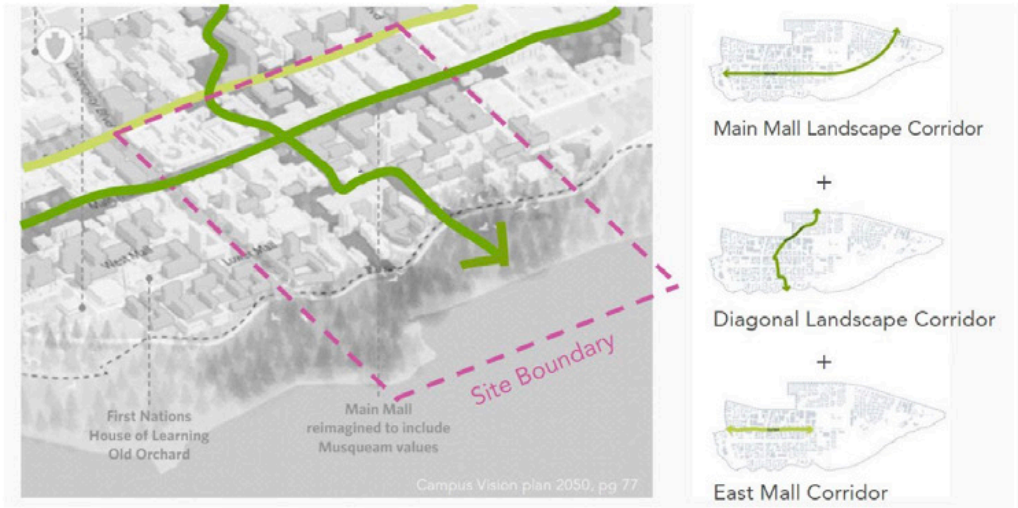 West Mall
Lower Mall
First Nations
House of Learning
Old Orchard
Main Mall
reimagined to include
Musqueam values
Site Boundary
Campus Vision plan 2050, pg 77
Main Mall Landscape Corridor
+
Diagonal Landscape Corridor
+
East Mall Corridor